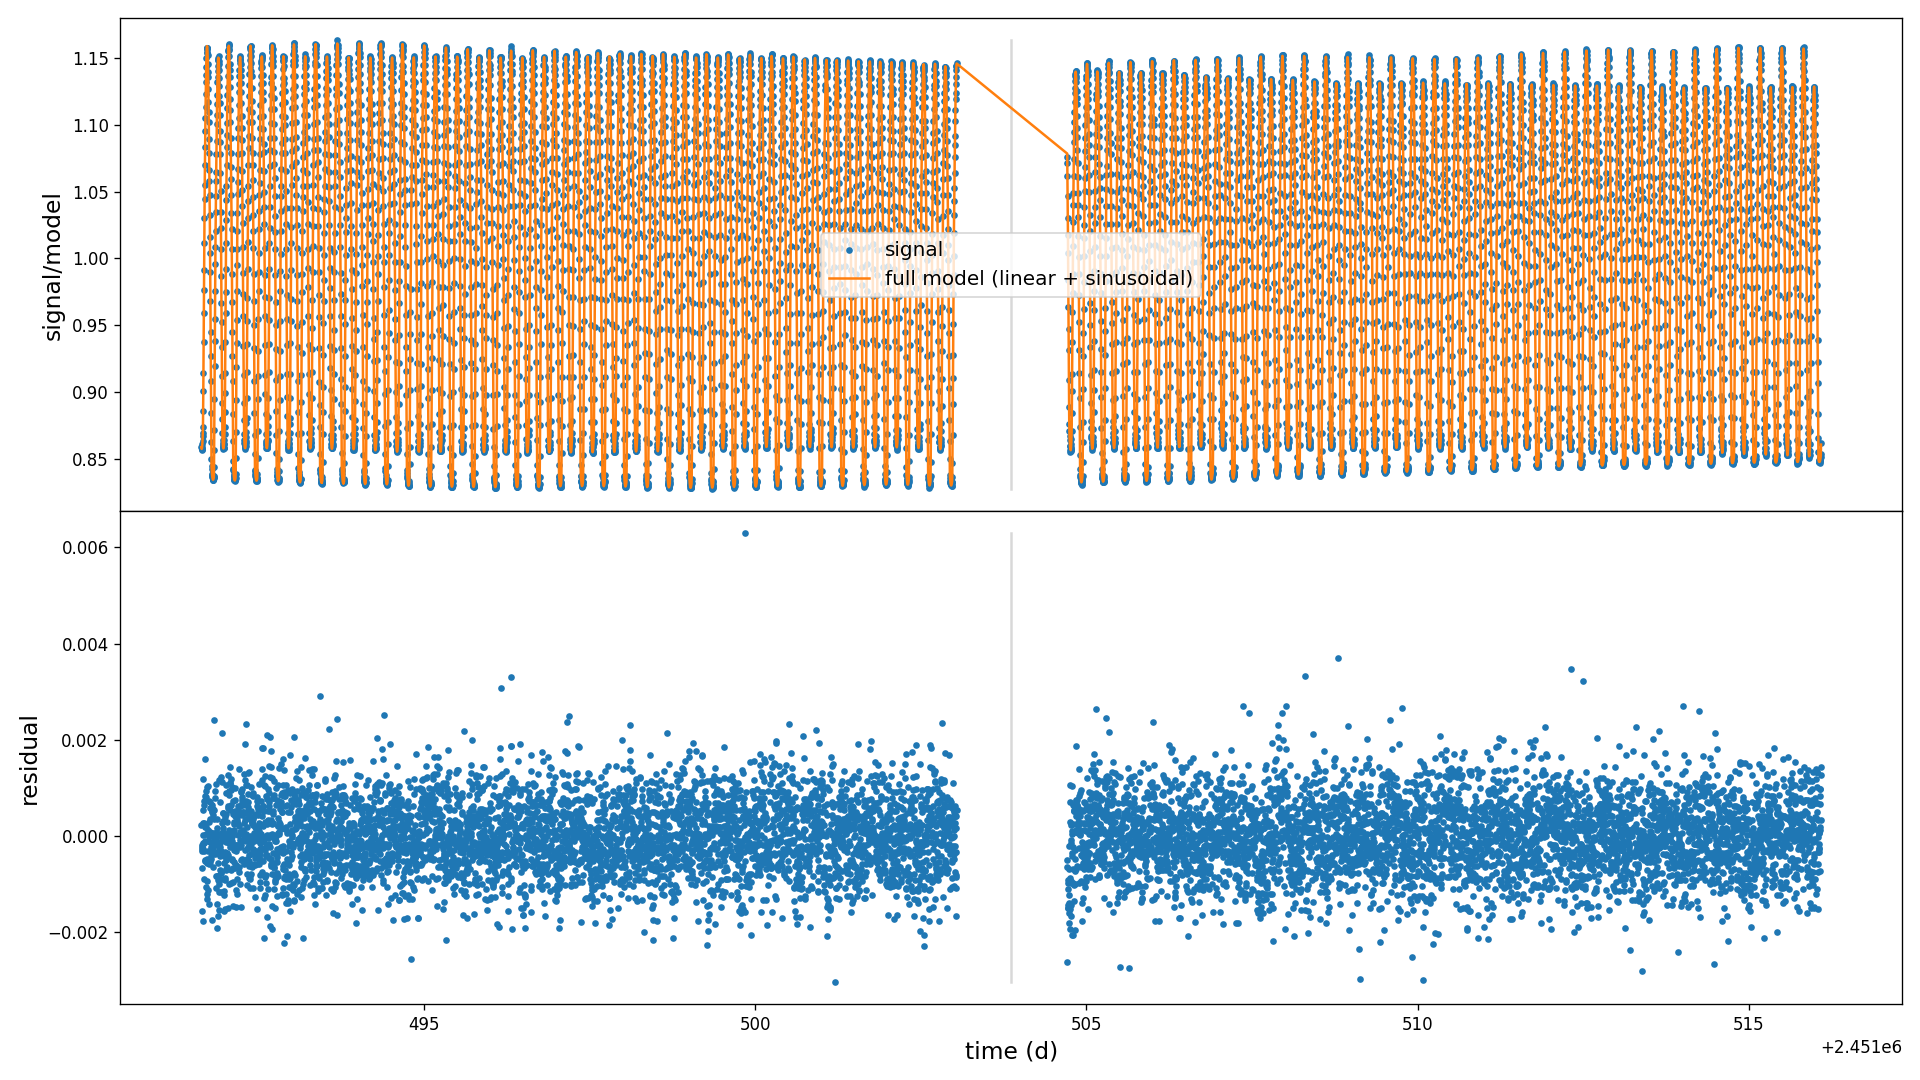 signal/model
1.15
1.10
1.05
1.00
0.95
0.90
0.85
signal
full model (linear + sinusoidal)
residual
0.006
0.004
0.002
0.000
−0.002
495
500
505
510
515
time (d)
+2.451e6